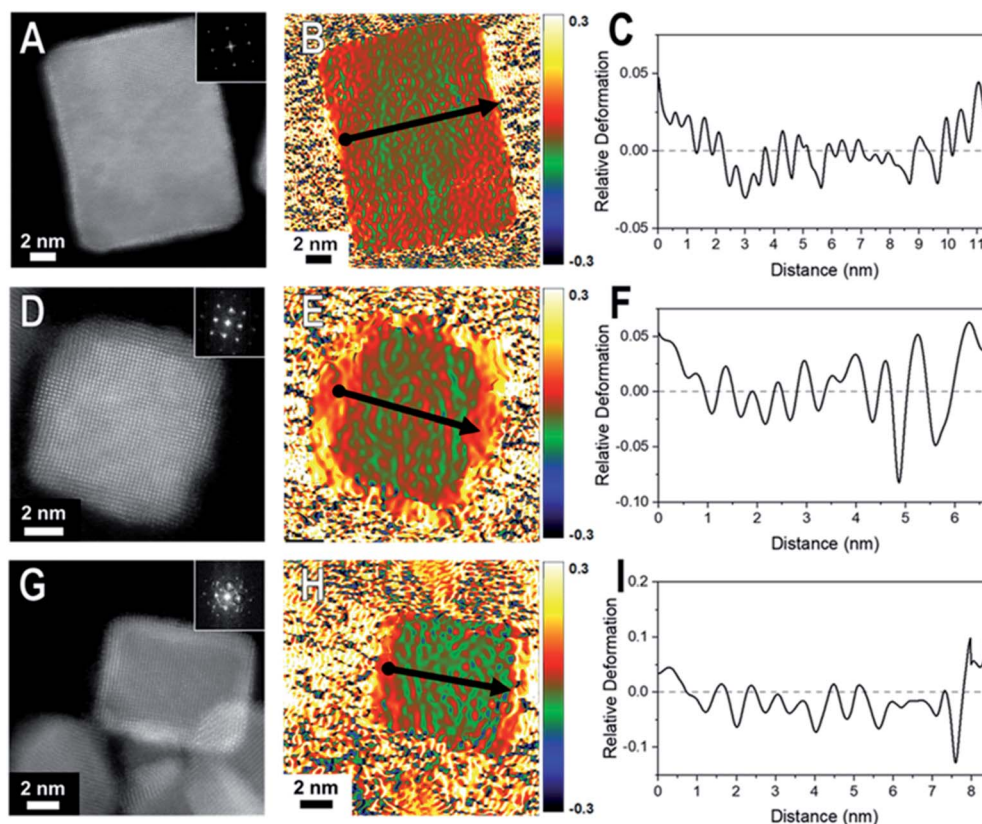 A
2 nm
B
2 nm
0.3
-0.3
C
Relative Deformation
0.05
0.00
-0.05
0 1 2 3 4 5 6 7 8 9 10 11
Distance (nm)
D
2 nm
E
2 nm
0.3
-0.3
F
Relative Deformation
0.05
0.00
-0.05
-0.10
0 1 2 3 4 5 6
Distance (nm)
G
2 nm
H
2 nm
0.3
-0.3
I
Relative Deformation
0.2
0.1
0.0
-0.1
0 1 2 3 4 5 6 7 8
Distance (nm)